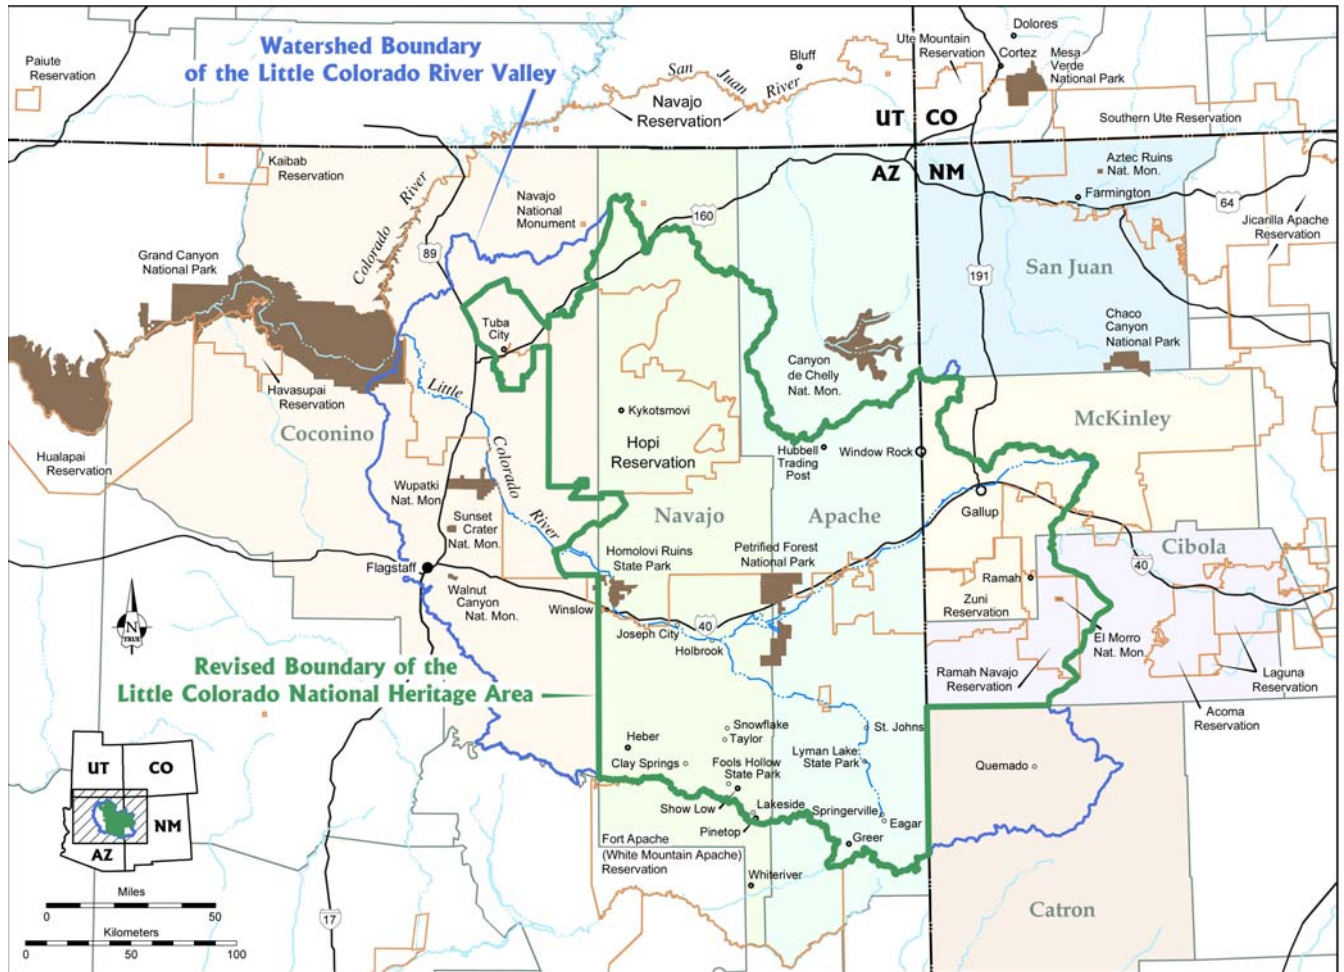 Watershed Boundary
of the Little Colorado River Valley
Paiute
Reservation
Bluff
San
Juan
River
Navajo
Reservation
Ute Mountain
Reservation
Dolores
Cortez
Mesa
Verde
National Park
Southern Ute Reservation
UT
CO
AZ
NM
Kaibab
Reservation
Colorado
River
Navajo
National
Monument
160
89
Aztec Ruins
Nat. Mon.
Farmington
64
Jicarilla Apache
Reservation
191
San Juan
Chaco
Canyon
National Park
Grand Canyon
National Park
Tuba
City
Canyon
de Chelly
Nat. Mon.
Havasupai
Reservation
Little
Colorado
River
Coconino
Hualapai
Reservation
Kykotsmovi
Hopi
Reservation
Hubbell
Trading
Post
Window Rock
McKinley
Wupatki
Nat. Mon.
Sunset
Crater
Nat. Mon.
Navajo
Apache
Gallup
Cibola
40
Flagstaff
Walnut
Canyon
Nat. Mon.
Homolovi Ruins
State Park
Petrified Forest
National Park
Ramah
Zuni
Reservation
Winslow
Joseph City
40
Holbrook
El Morro
Nat. Mon.
Ramah Navajo
Reservation
Laguna
Reservation
Acoma
Reservation
N
TRUE
Revised Boundary of the
Little Colorado National Heritage Area
Snowflake
Taylor
St. Johns
Heber
Clay Springs
Fools Hollow
State Park
Lyman Lake
State Park
Quemado
Show Low
Lakeside
Pinetop
Springerville
Eagar
Greer
Fort Apache
(White Mountain Apache)
Reservation
Whiteriver
Catron
UT
CO
AZ
NM
Miles
0
50
Kilometers
0
50
100
17